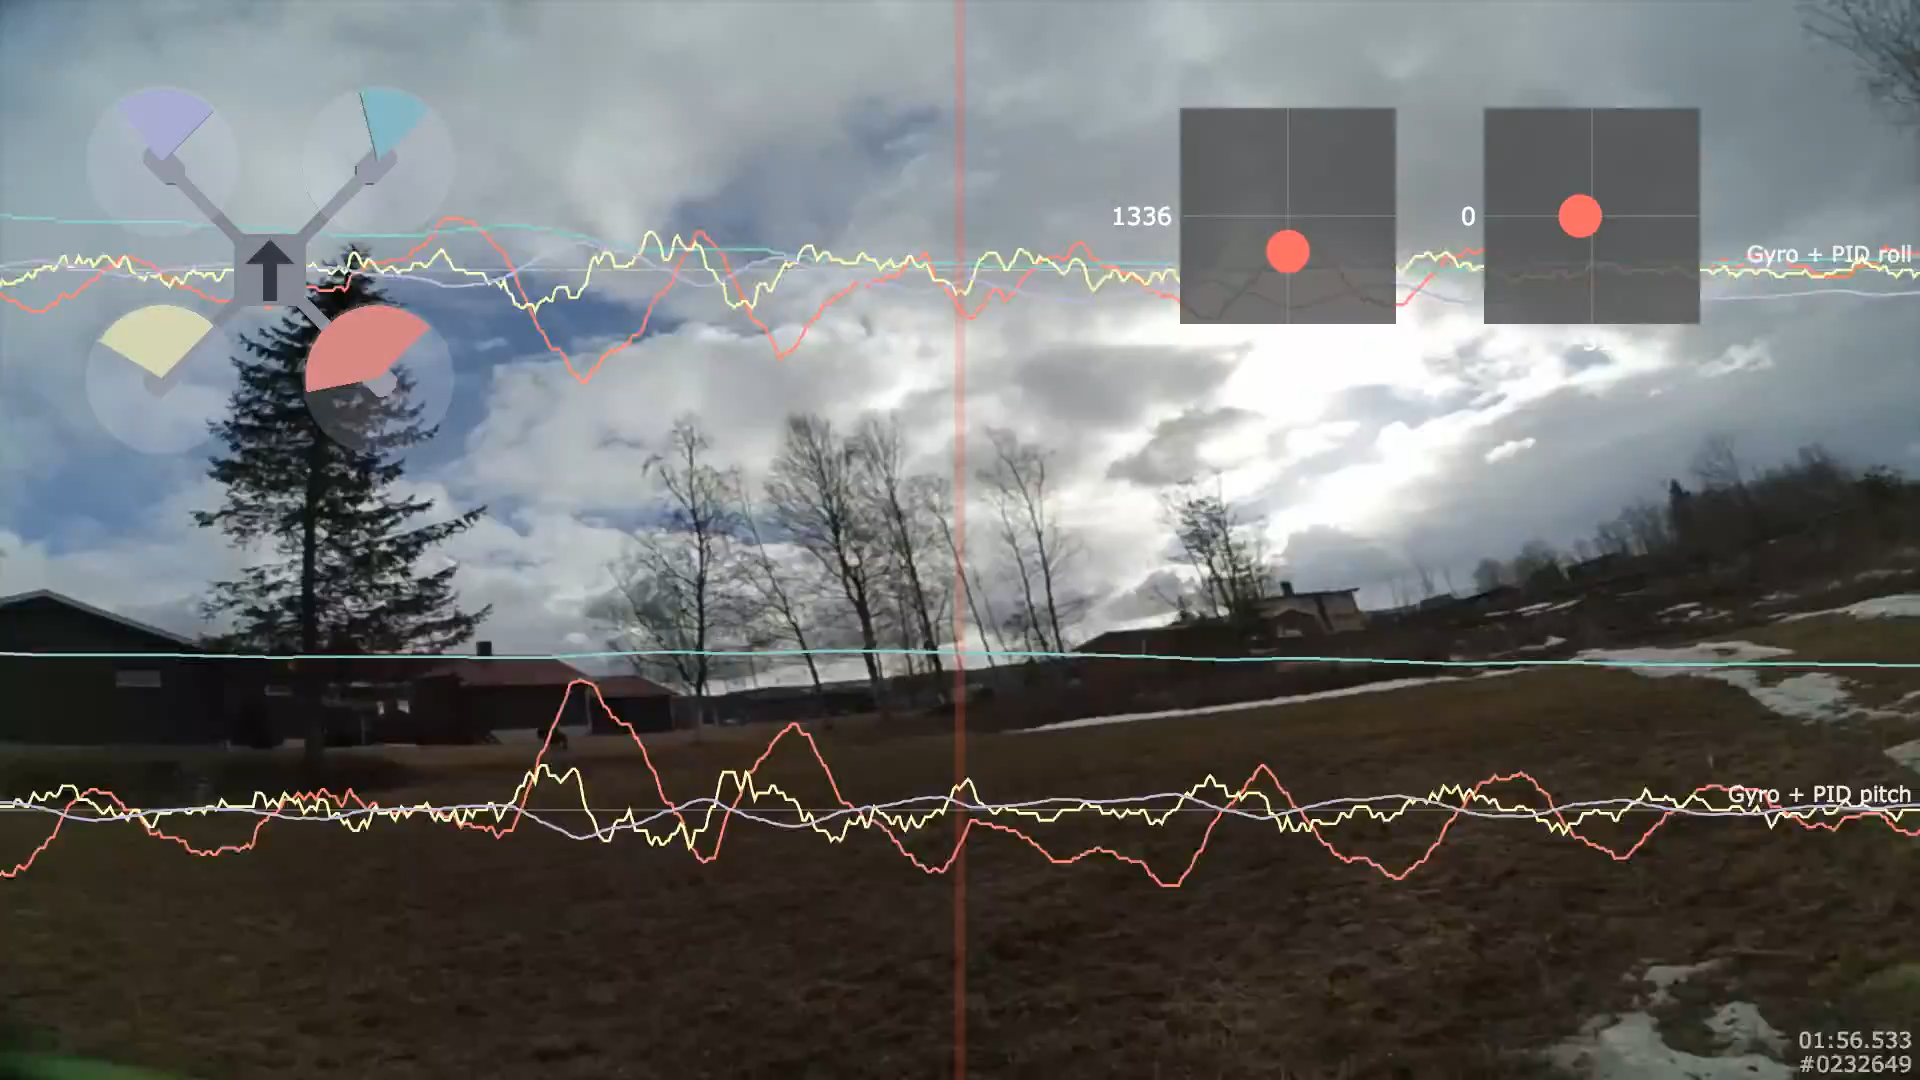 1336
0
Gyro + PID roll
Gyro + PID pitch
01:56.533
#0232649